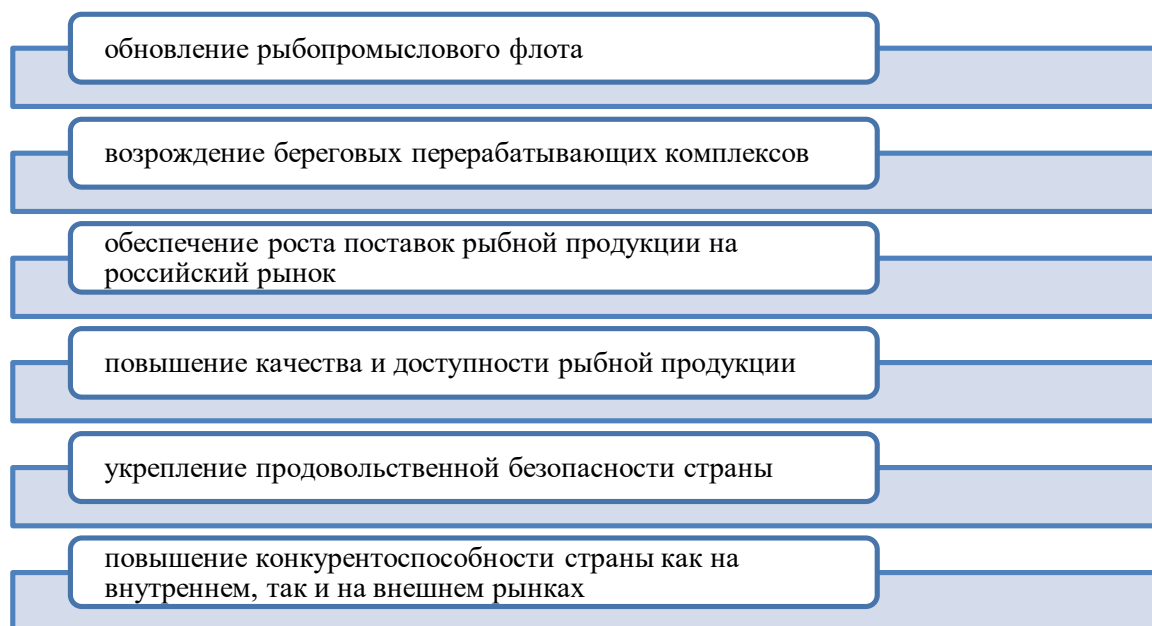 обновление рыбопромыслового флота
возрождение береговых перерабатывающих комплексов
обеспечение роста поставок рыбной продукции на
российский рынок
повышение качества и доступности рыбной продукции
укрепление продовольственной безопасности страны
повышение конкурентоспособности страны как на
внутреннем, так и на внешнем рынках